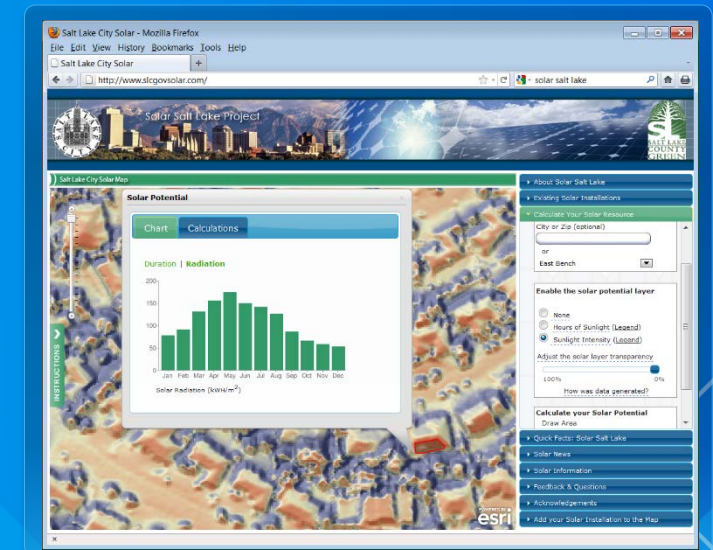 Salt Lake City Solar - Mozilla Firefox
File Edit View History Bookmarks Tools Help
Salt Lake City Solar +
http://www.slcgovsolar.com/
solar salt lake
Solar Salt Lake Project
SALT LAKE
COUNTY
GREEN
Salt Lake City Solar Map
Solar Potential
Chart Calculations
Duration | Radiation
200
150
100
50
0
Jan Feb Mar Apr May Jun Jul Aug Sep Oct Nov Dec
Solar Radiation (kWH/m²)
INSTRUCTIONS
POWERED BY
esri
About Solar Salt Lake
Existing Solar Installations
Calculate Your Solar Resource
City or Zip (optional)
or
East Bench
Enable the solar potential layer
None
Hours of Sunlight (Legend)
Sunlight Intensity (Legend)
Adjust the solar layer transparency
100% 0%
How was data generated?
Calculate your Solar Potential
Draw Area
Quick Facts: Solar Salt Lake
Solar News
Solar Information
Feedback & Questions
Acknowledgements
Add your Solar Installation to the Map